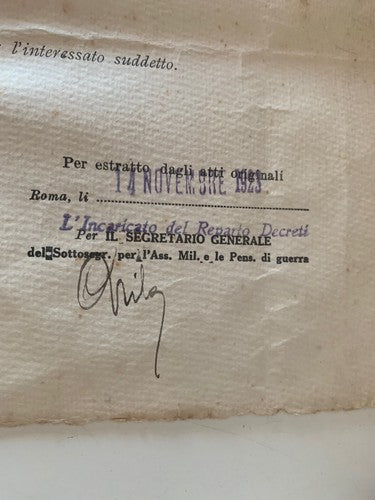 l'interessato suddetto.
Per estratto dagli atti originali
14 NOVEMBRE 1923
Roma, li
L'Incaricato del Reparto Decreti
Per IL SEGRETARIO GENERALE
del Sottosegr. per l'Ass. Mil. e le Pens. di guerra